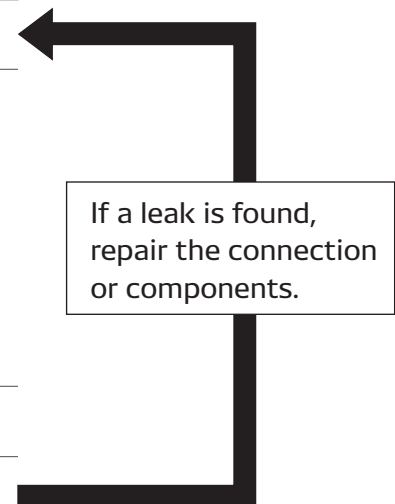 If a leak is found,
repair the connection
or components.